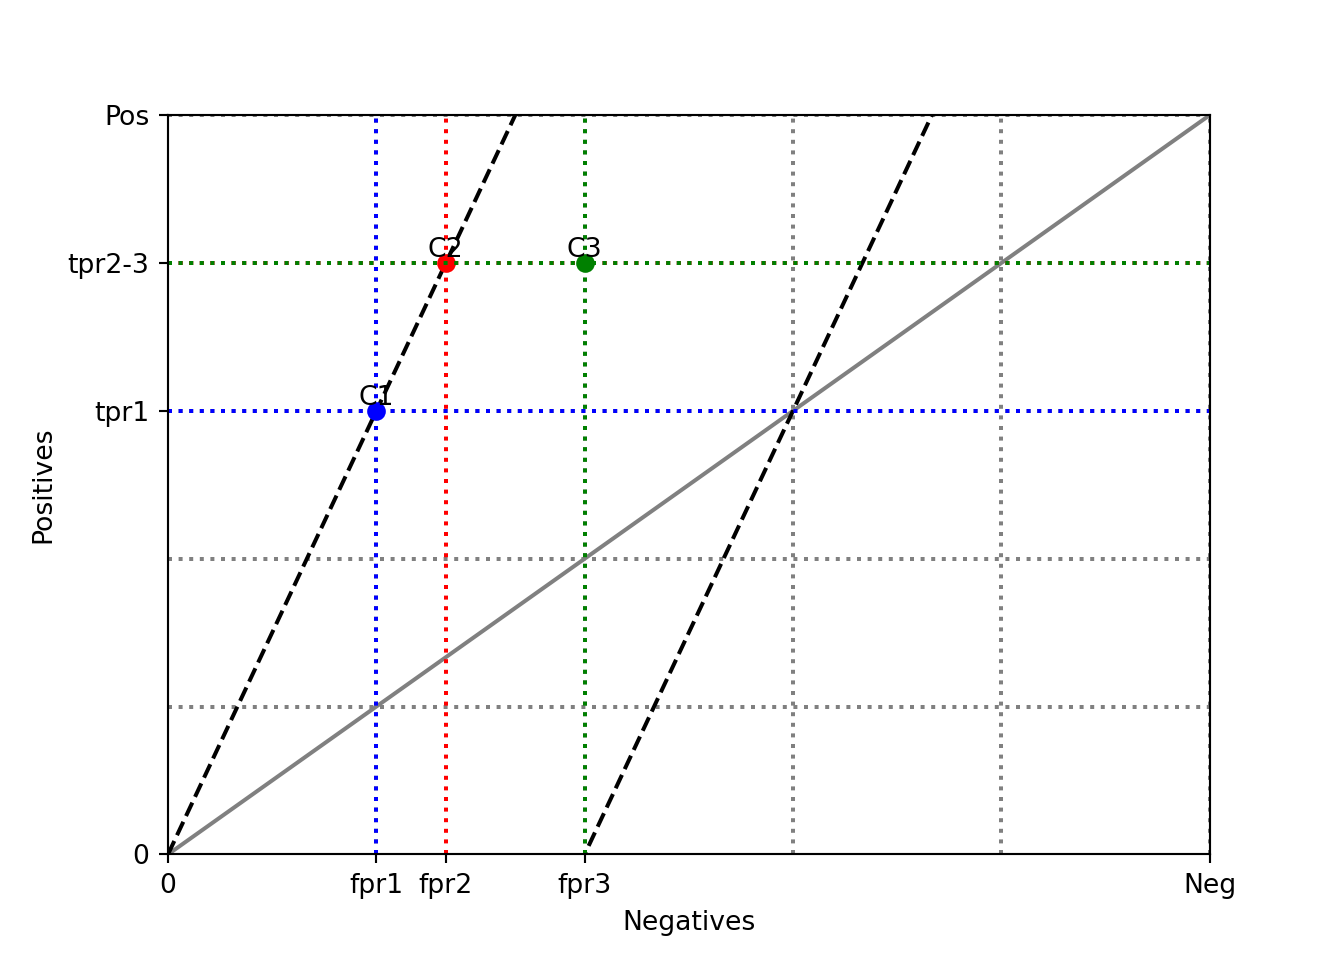 Pos
C2
C3
tpr2-3
C1
tpr1
Positives
0
0 fpr1 fpr2 fpr3 Neg
Negatives